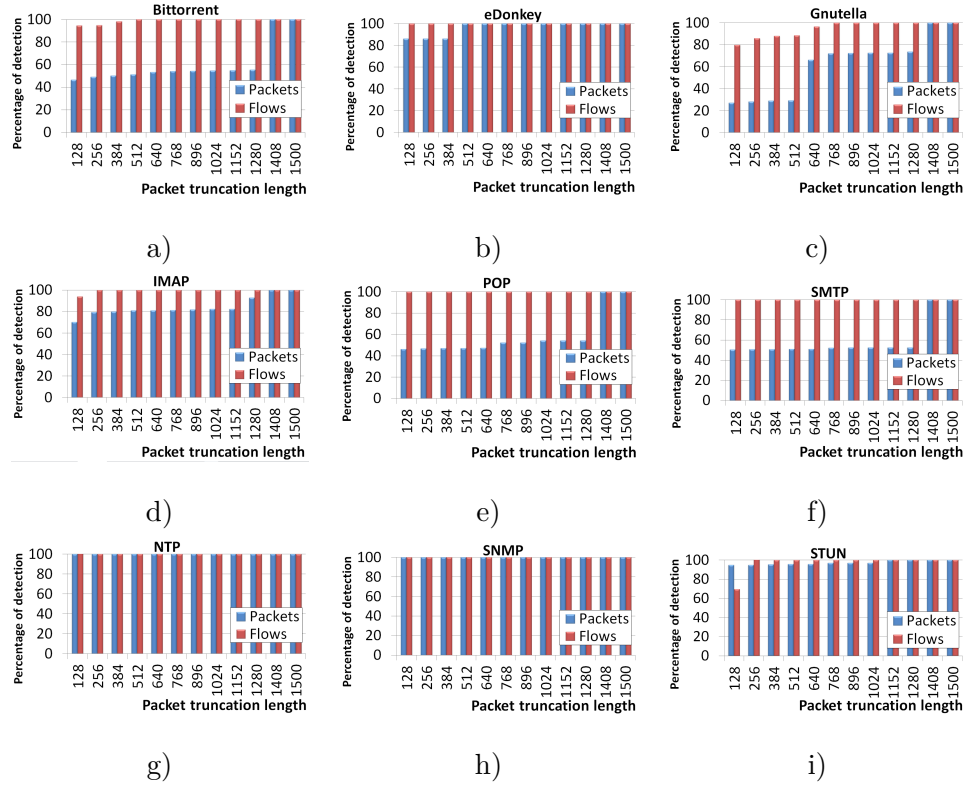 Bittorrent
Percentage of detection
100
80
60
40
20
0
Packets
Flows
128 256 384 512 640 768 896 1024 1152 1280 1408 1500
Packet truncation length
a)
eDonkey
Percentage of detection
100
80
60
40
20
0
Packets
Flows
128 256 384 512 640 768 896 1024 1152 1280 1408 1500
Packet truncation length
b)
Gnutella
Percentage of detection
100
80
60
40
20
0
Packets
Flows
128 256 384 512 640 768 896 1024 1152 1280 1408 1500
Packet truncation length
c)
IMAP
Percentage of detection
100
80
60
40
20
0
Packets
Flows
128 256 384 512 640 768 896 1024 1152 1280 1408 1500
Packet truncation length
d)
POP
Percentage of detection
100
80
60
40
20
0
Packets
Flows
128 256 384 512 640 768 896 1024 1152 1280 1408 1500
Packet truncation length
e)
SMTP
Percentage of detection
100
80
60
40
20
0
Packets
Flows
128 256 384 512 640 768 896 1024 1152 1280 1408 1500
Packet truncation length
f)
NTP
Percentage of detection
100
80
60
40
20
0
Packets
Flows
128 256 384 512 640 768 896 1024 1152 1280 1408 1500
Packet truncation length
g)
SNMP
Percentage of detection
100
80
60
40
20
0
Packets
Flows
128 256 384 512 640 768 896 1024 1152 1280 1408 1500
Packet truncation length
h)
STUN
Percentage of detection
100
80
60
40
20
0
Packets
Flows
128 256 384 512 640 768 896 1024 1152 1280 1408 1500
Packet truncation length
i)